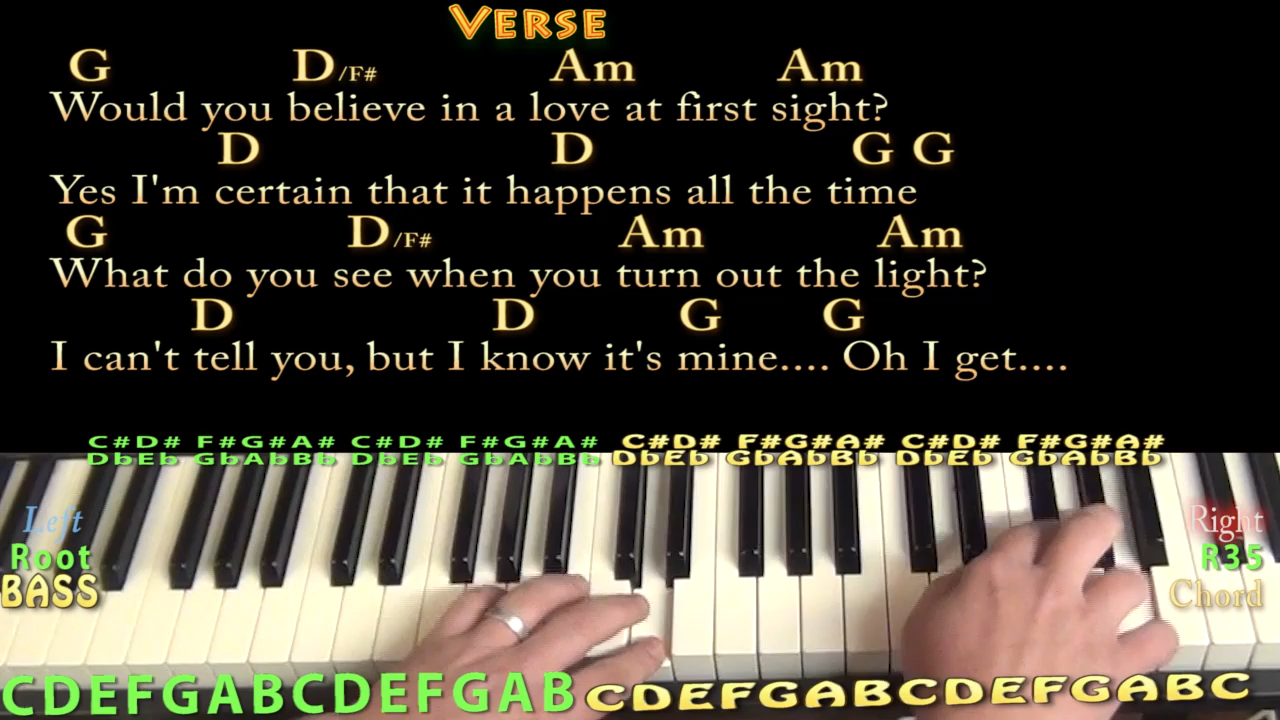 VERSE
G D/F# Am Am
Would you believe in a love at first sight?
D D G G
Yes I'm certain that it happens all the time
G D/F# Am Am
What do you see when you turn out the light?
D D G G
I can't tell you, but I know it's mine.... Oh I get....
C#D# F#G#A# C#D# F#G#A# C#D# F#G#A# C#D# F#G#A#
DbEb GbAbBb DbEb GbAbBb DbEb GbAbBb DbEb GbAbBb
Left
Root
BASS
Right
R35
Chord
CDEFGABCDEFGAB CDEFGABCDEFGABC